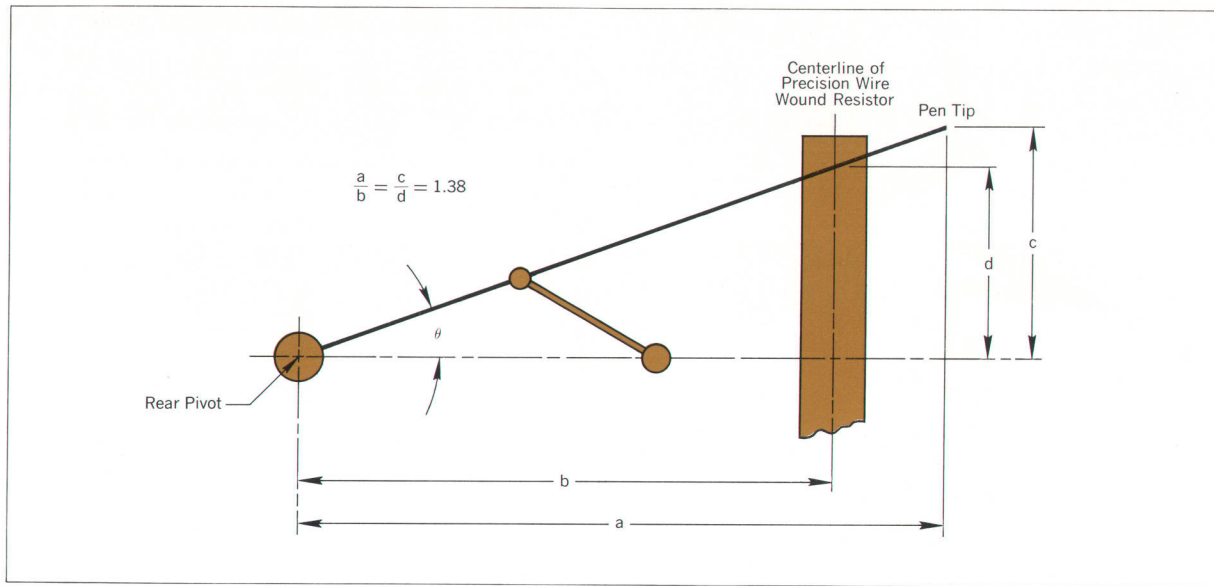 Centerline of
Precision Wire
Wound Resistor
Pen Tip
a/b = c/d = 1.38
c
d
θ
Rear Pivot
b
a